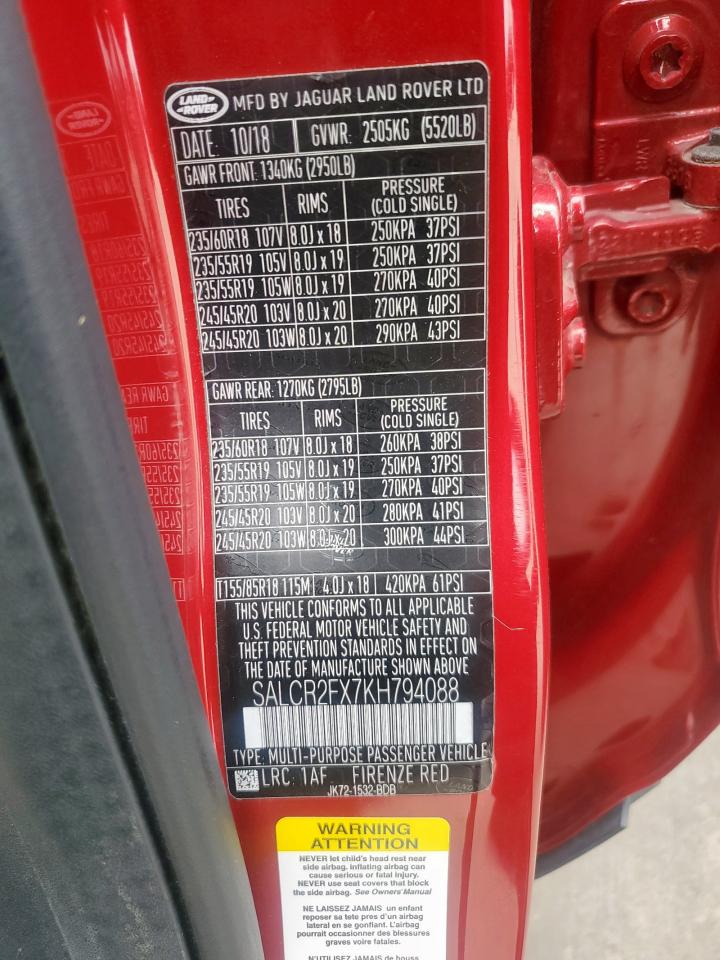 LAND ROVER MFD BY JAGUAR LAND ROVER LTD
DATE: 10/18 GVWR: 2505KG (5520LB)
GAWR FRONT: 1340KG (2950LB)
TIRES RIMS PRESSURE (COLD SINGLE)
235/60R18 107V 8.0J x 18 250KPA 37PSI
235/55R19 105V 8.0J x 19 250KPA 37PSI
235/55R19 105W 8.0J x 19 270KPA 40PSI
245/45R20 103V 8.0J x 20 270KPA 40PSI
245/45R20 103W 8.0J x 20 290KPA 43PSI
GAWR REAR: 1270KG (2795LB)
TIRES RIMS PRESSURE (COLD SINGLE)
235/60R18 107V 8.0J x 18 260KPA 38PSI
235/55R19 105V 8.0J x 19 250KPA 37PSI
235/55R19 105W 8.0J x 19 270KPA 40PSI
245/45R20 103V 8.0J x 20 280KPA 41PSI
245/45R20 103W 8.0J x 20 300KPA 44PSI
T155/85R18 115M 4.0J x 18 420KPA 61PSI
THIS VEHICLE CONFORMS TO ALL APPLICABLE
U.S. FEDERAL MOTOR VEHICLE SAFETY AND
THEFT PREVENTION STANDARDS IN EFFECT ON
THE DATE OF MANUFACTURE SHOWN ABOVE
SALCR2FX7KH794088
TYPE: MULTI-PURPOSE PASSENGER VEHICLE
LRC: 1AF FIRENZE RED
JK72-1532-BDB
WARNING
ATTENTION
NEVER let child's head rest near
side airbag. inflating airbag can
cause serious or fatal injury.
NEVER use seat covers that block
the side airbag. See Owners' Manual
NE LAISSEZ JAMAIS un enfant
reposer sa tete pres d'un airbag
lateral en se gonflant. L'airbag
pourrait occasionner des blessures
graves voire fatales.
N'utilisez JAMAIS de houss